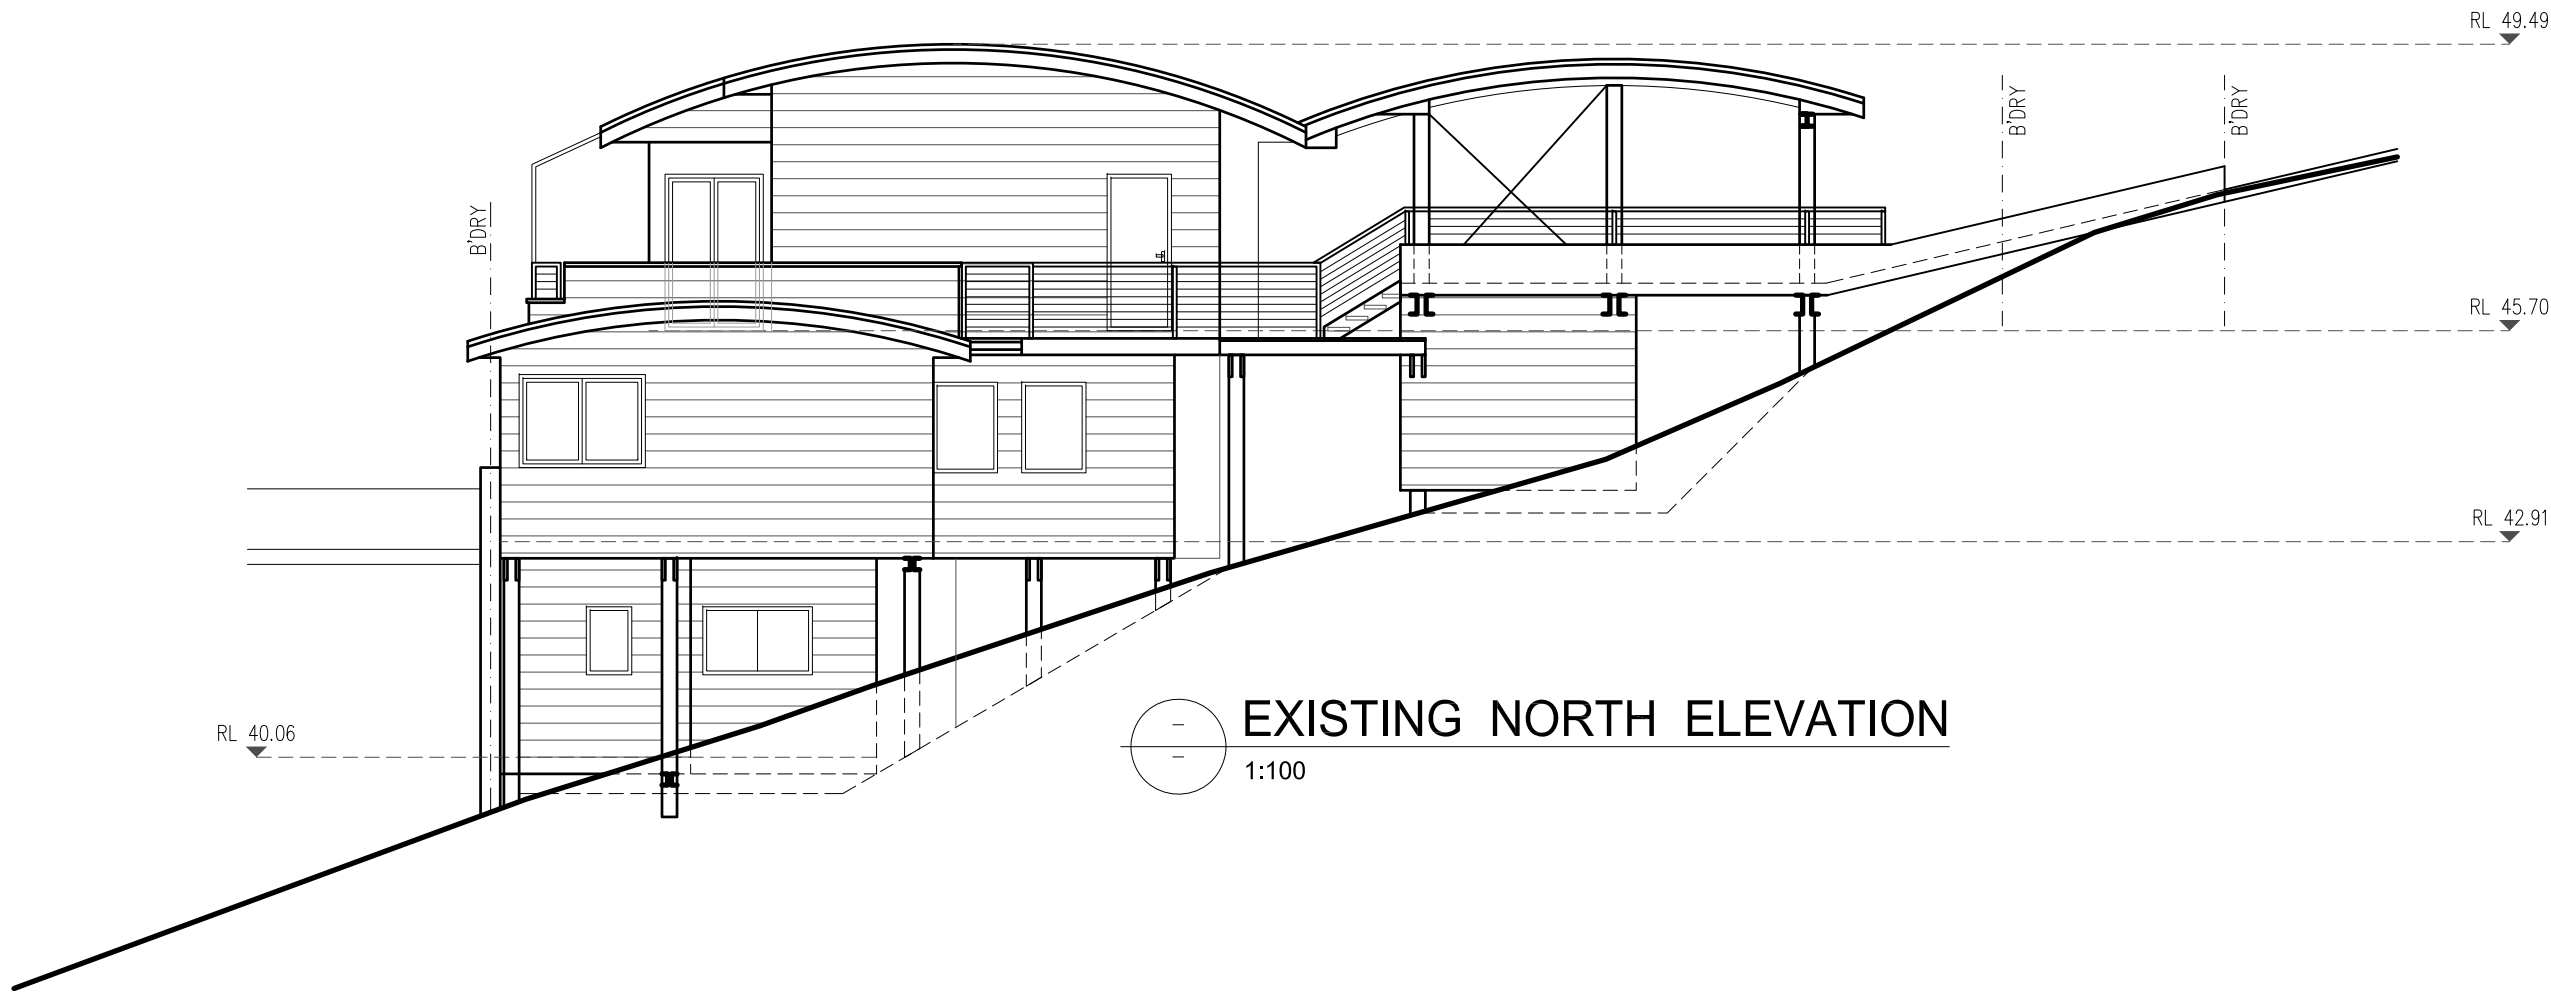 RL 49.49
B'DRY
B'DRY
B'DRY
RL 45.70
RL 42.91
RL 40.06
EXISTING NORTH ELEVATION
1:100